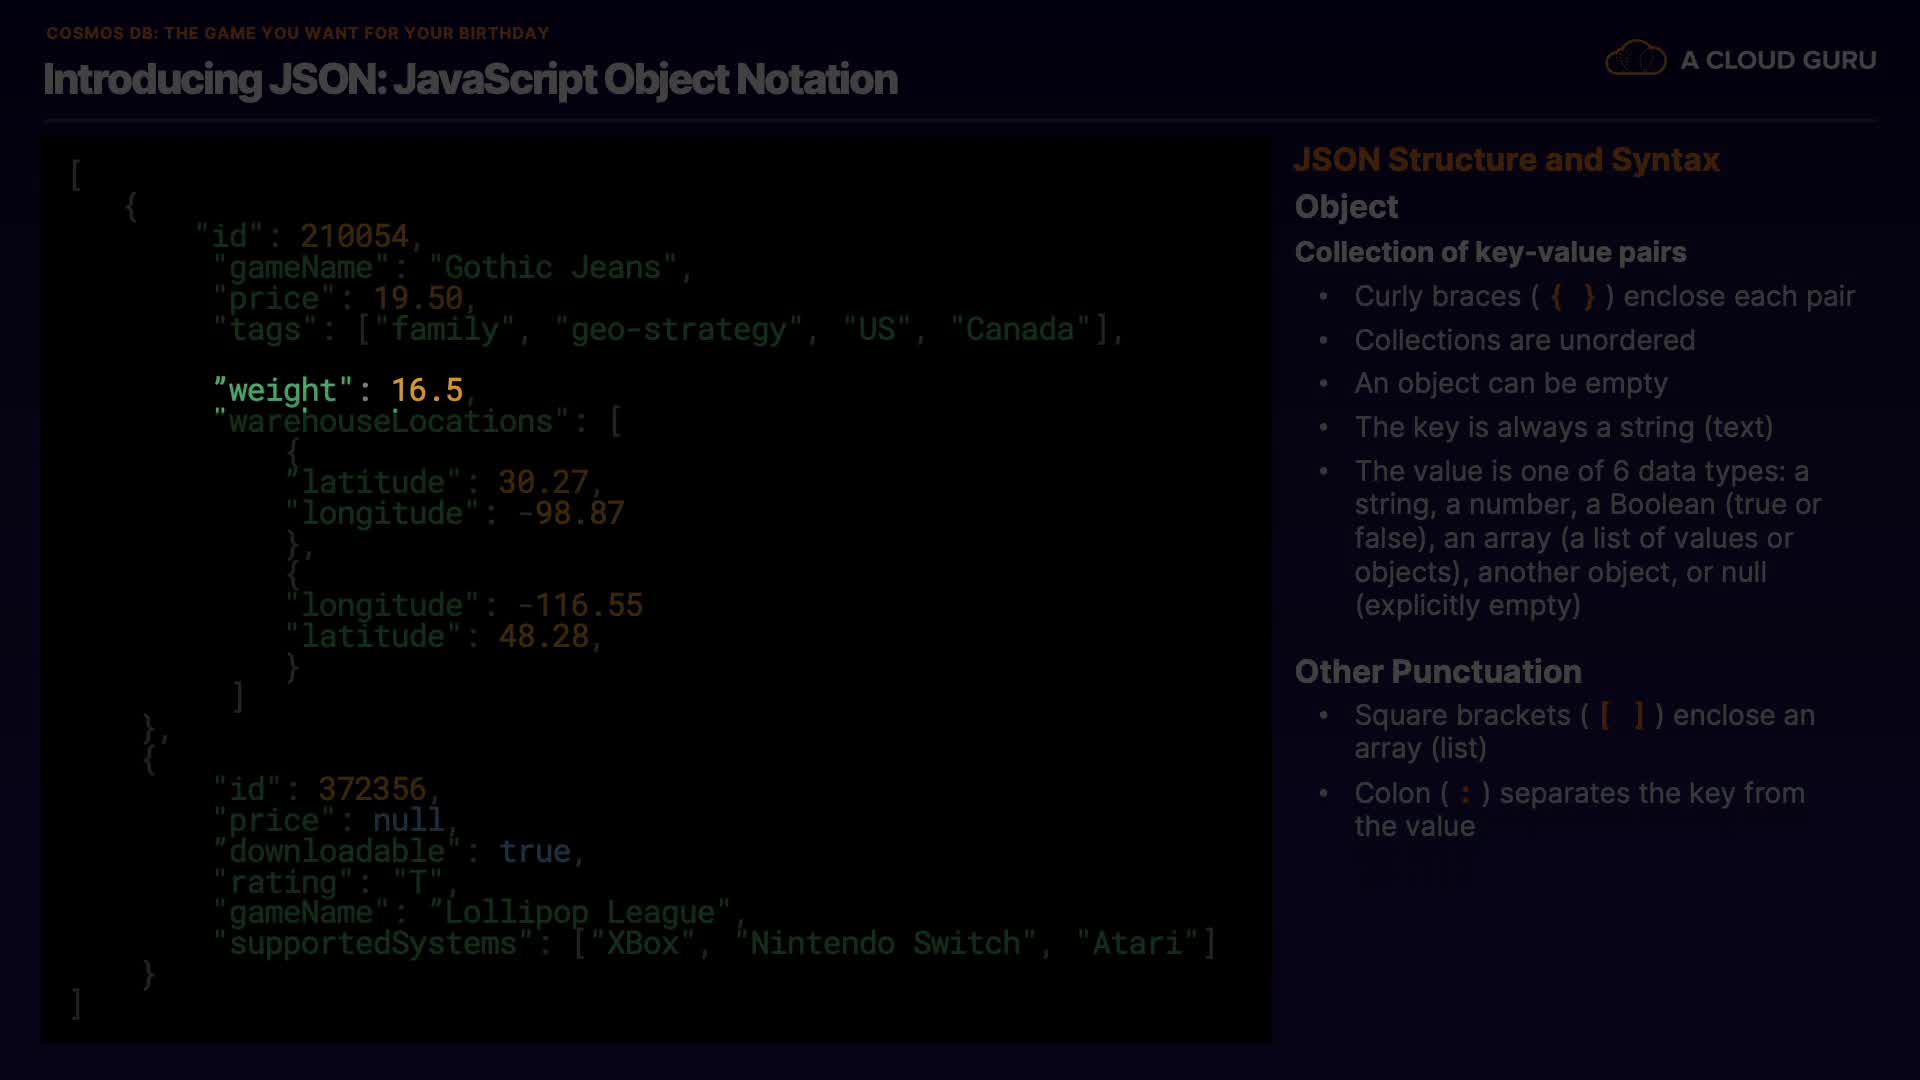 COSMOS DB: THE GAME YOU WANT FOR YOUR BIRTHDAY
Introducing JSON: JavaScript Object Notation
A CLOUD GURU
[
{
"id": 210054,
"gameName": "Gothic Jeans",
"price": 19.50,
"tags": ["family", "geo-strategy", "US", "Canada"],
”weight": 16.5,
"warehouseLocations": [
{
"latitude": 30.27,
"longitude": -98.87
},
{
"longitude": -116.55
"latitude": 48.28,
}
]
},
{
"id": 372356,
"price": null,
”downloadable": true,
"rating": "T",
"gameName": ”Lollipop League",
"supportedSystems": ["XBox", "Nintendo Switch", "Atari"]
}
]
JSON Structure and Syntax
Object
Collection of key-value pairs
• Curly braces ( { } ) enclose each pair
• Collections are unordered
• An object can be empty
• The key is always a string (text)
• The value is one of 6 data types: a
string, a number, a Boolean (true or
false), an array (a list of values or
objects), another object, or null
(explicitly empty)
Other Punctuation
• Square brackets ( [ ] ) enclose an
array (list)
• Colon ( : ) separates the key from
the value